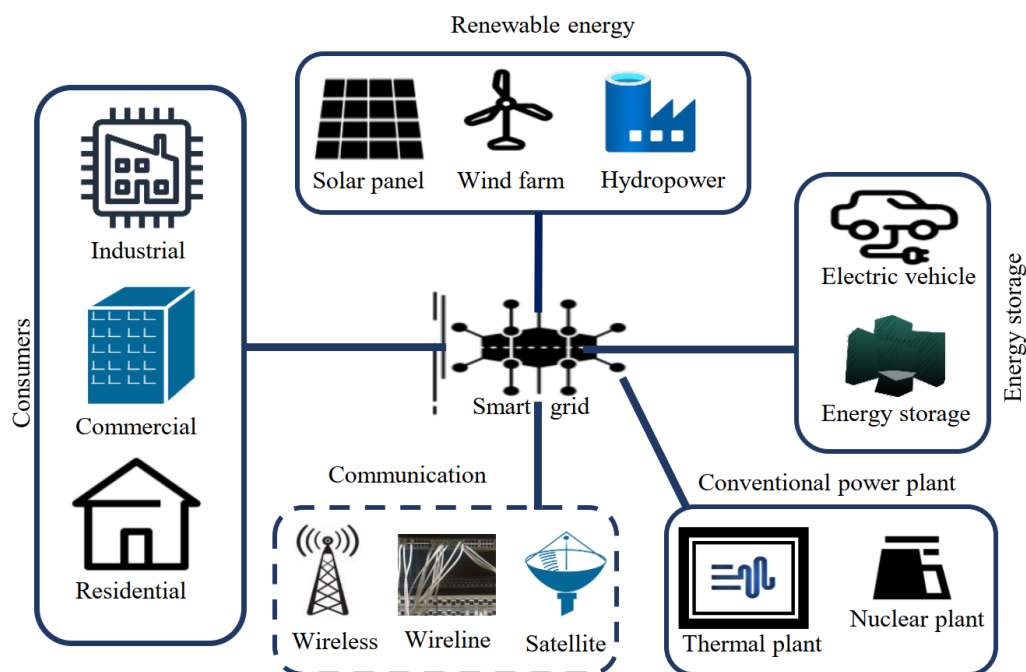 Renewable energy
Solar panel
Wind farm
Hydropower
Consumers
Industrial
Commercial
Residential
Electric vehicle
Energy storage
Energy storage
Smart grid
Communication
Wireless
Wireline
Satellite
Conventional power plant
Thermal plant
Nuclear plant